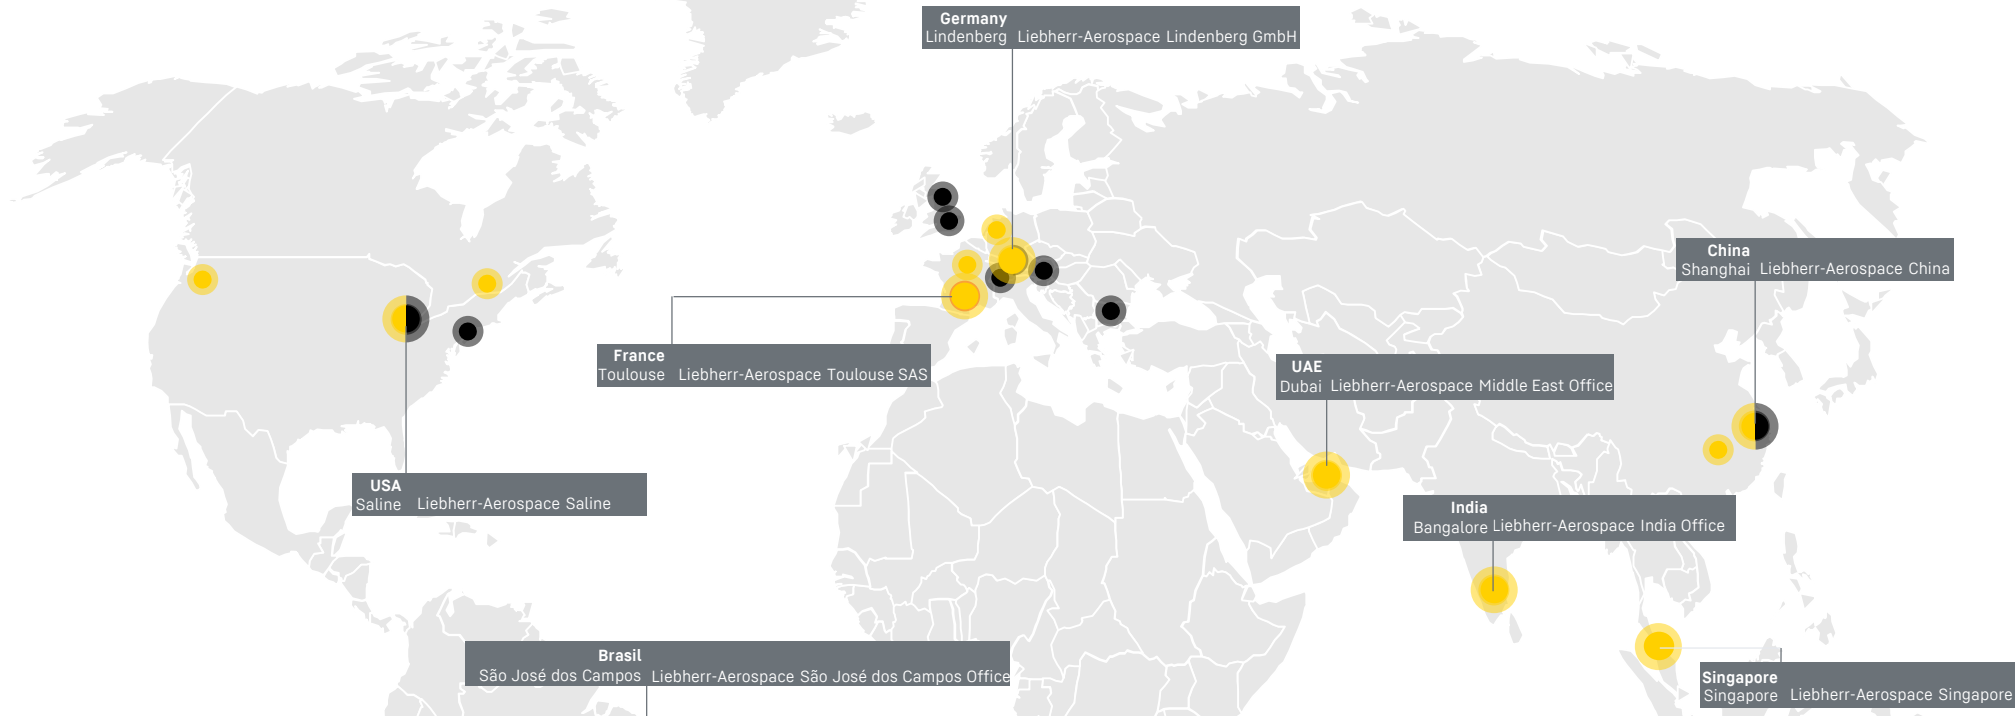 Germany
Lindenberg Liebherr-Aerospace Lindenberg GmbH
China
Shanghai Liebherr-Aerospace China
France
Toulouse Liebherr-Aerospace Toulouse SAS
UAE
Dubai Liebherr-Aerospace Middle East Office
USA
Saline Liebherr-Aerospace Saline
India
Bangalore Liebherr-Aerospace India Office
Brasil
São José dos Campos Liebherr-Aerospace São José dos Campos Office
Singapore
Singapore Liebherr-Aerospace Singapore